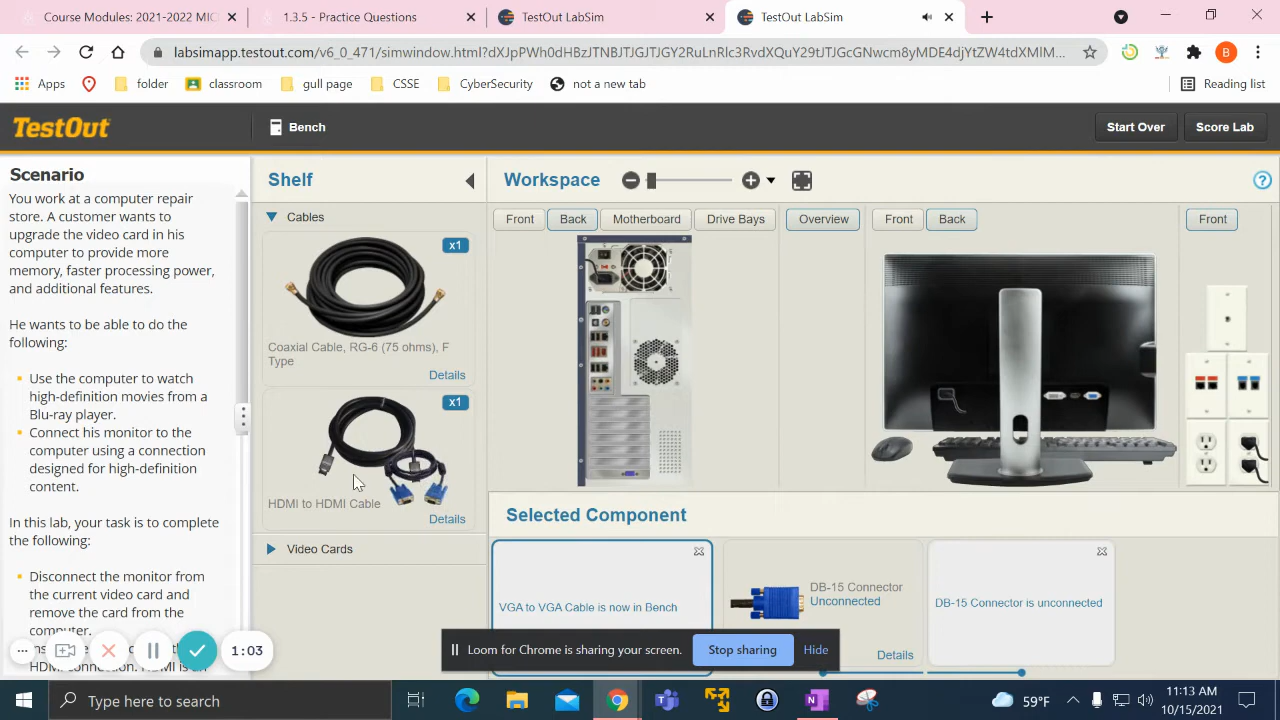 Course Modules: 2021-2022 MIC
1.3.5 - Practice Questions
TestOut LabSim
TestOut LabSim
labsimapp.testout.com/v6_0_471/simwindow.html?
Apps
folder
classroom
gull page
CSSE
CyberSecurity
not a new tab
Reading list
TestOut
Bench
Start Over
Score Lab
Scenario
You work at a computer repair
store. A customer wants to
upgrade the video card in his
computer to provide more
memory, faster processing power,
and additional features.
He wants to be able to do the
following:
Use the computer to watch
high-definition movies from a
Blu-ray player.
Connect his monitor to the
computer using a connection
designed for high-definition
content.
In this lab, your task is to complete
the following:
Disconnect the monitor from
the current video card and
remove the card from the
computer.
HDMI connection. HDMI is
Shelf
Cables
x1
Coaxial Cable, RG-6 (75 ohms), F
Type
Details
x1
HDMI to HDMI Cable
Details
Video Cards
Workspace
Front
Back
Motherboard
Drive Bays
Overview
Front
Back
Front
Selected Component
VGA to VGA Cable is now in Bench
DB-15 Connector
Unconnected
Details
DB-15 Connector is unconnected
1:03
Loom for Chrome is sharing your screen.
Stop sharing
Hide
Type here to search
59°F
11:13 AM
10/15/2021